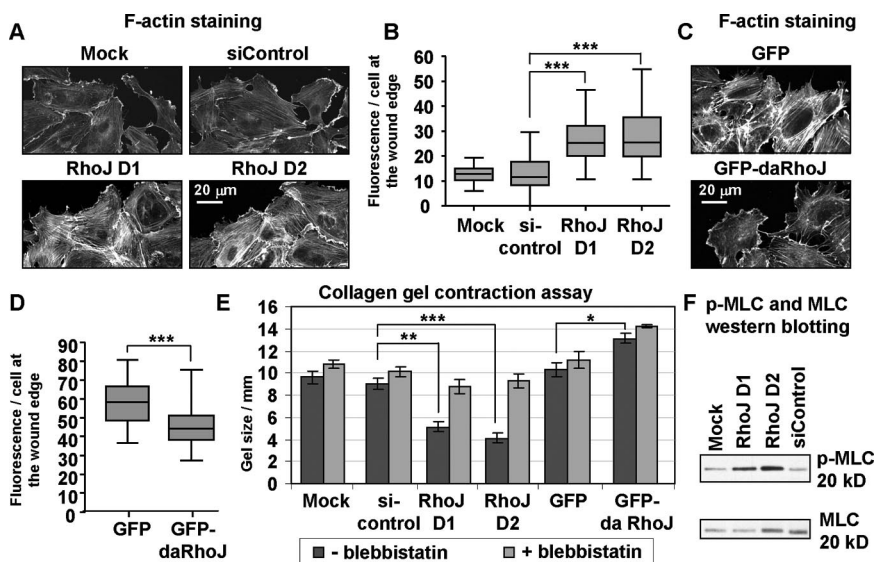 F-actin staining
A
Mock
siControl
RhoJ D1
RhoJ D2
20 µm
B
Fluorescence / cell at
the wound edge
60
50
40
30
20
10
0
***
***
Mock
si-
control
RhoJ
D1
RhoJ
D2
C
F-actin staining
GFP
GFP-daRhoJ
20 µm
D
Fluorescence / cell at
the wound edge
90
80
70
60
50
40
30
20
10
0
***
GFP
GFP-
daRhoJ
E
Collagen gel contraction assay
Gel size / mm
16
14
12
10
8
6
4
2
0
***
**
*
Mock
si-
control
RhoJ
D1
RhoJ
D2
GFP
GFP-
da RhoJ
- blebbistatin
+ blebbistatin
F
p-MLC and MLC
western blotting
Mock
RhoJ D1
RhoJ D2
siControl
p-MLC
20 kD
MLC
20 kD